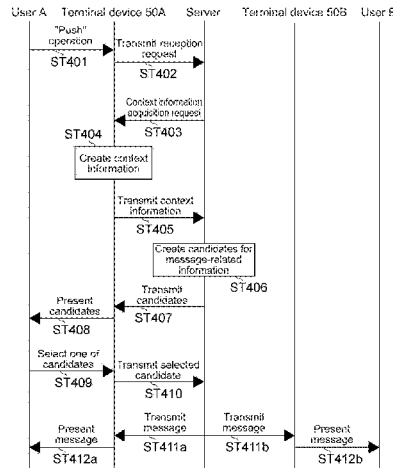 User A Terminal device 50A Server Terminal device 50B User B
"Push"
operation
ST401
Transmit reception
request
ST402
Context information
acquisition request
ST403
ST404
Create context
information
Transmit context
information
ST405
Create candidates for
message-related
information
ST406
Transmit
candidates
ST407
Present
candidates
ST408
Select one of
candidates
ST409
Transmit selected
candidate
ST410
Transmit
message
ST411a
Transmit
message
ST411b
Present
message
ST412a
Present
message
ST412b